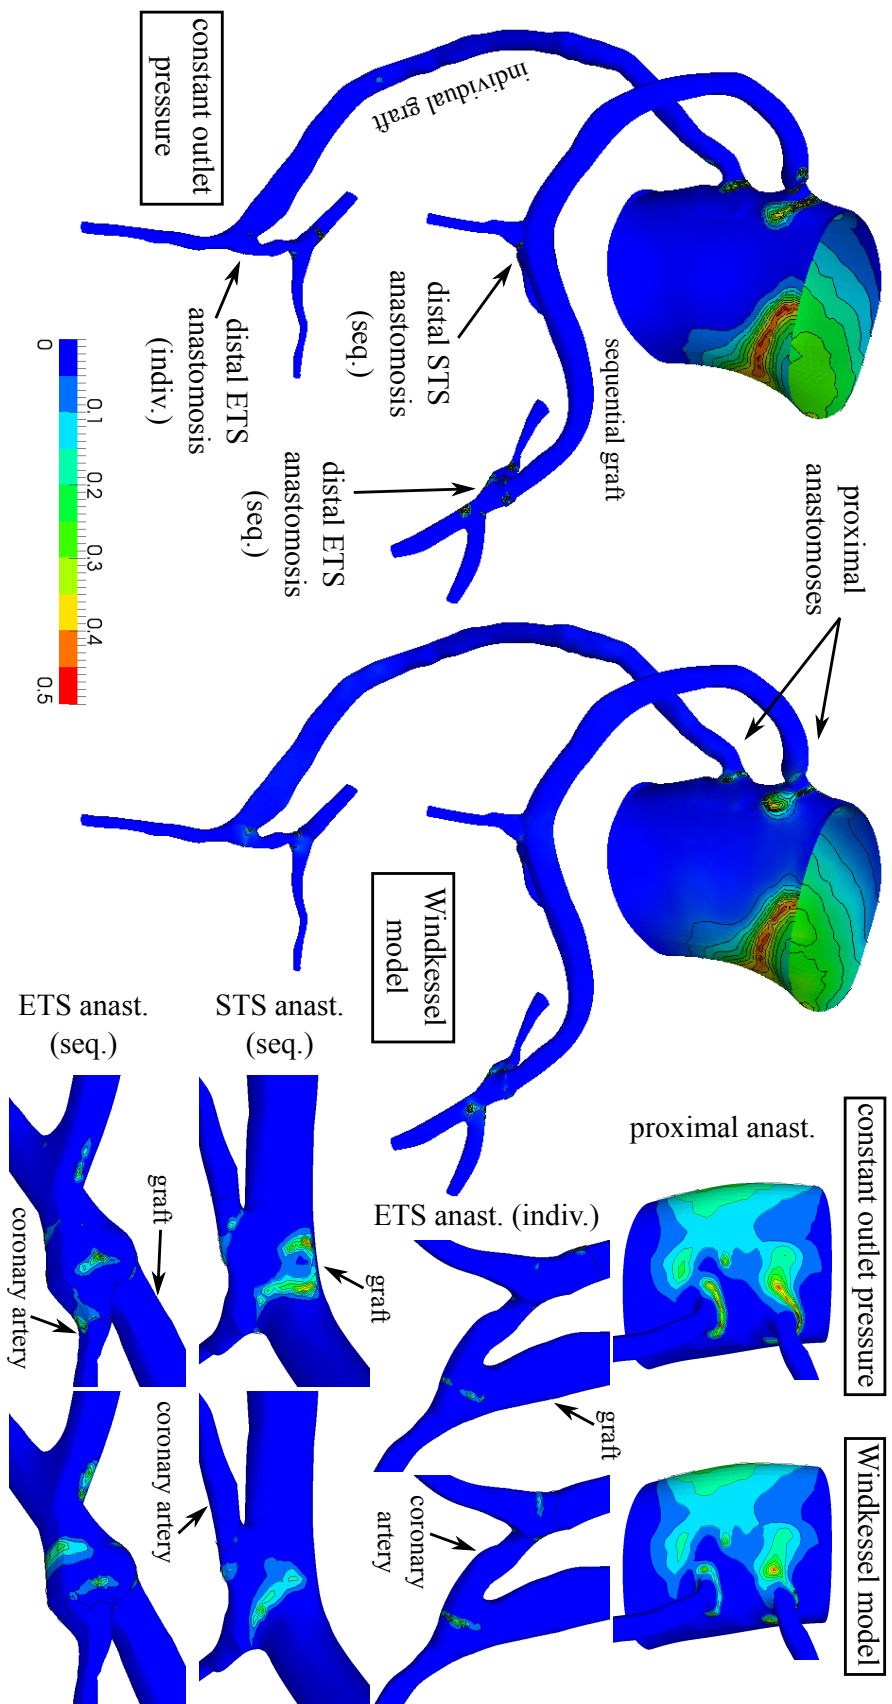 constant outlet
pressure
individual graft
sequential graft
distal STS
anastomosis
(seq.)
distal ETS
anastomosis
(indiv.)
distal ETS
anastomosis
(seq.)
proximal
anastomoses
0
0.1
0.2
0.3
0.4
0.5
Windkessel
model
constant outlet pressure
Windkessel model
proximal anast.
ETS anast. (indiv.)
graft
coronary
artery
STS anast.
(seq.)
graft
coronary artery
ETS anast.
(seq.)
graft
coronary artery